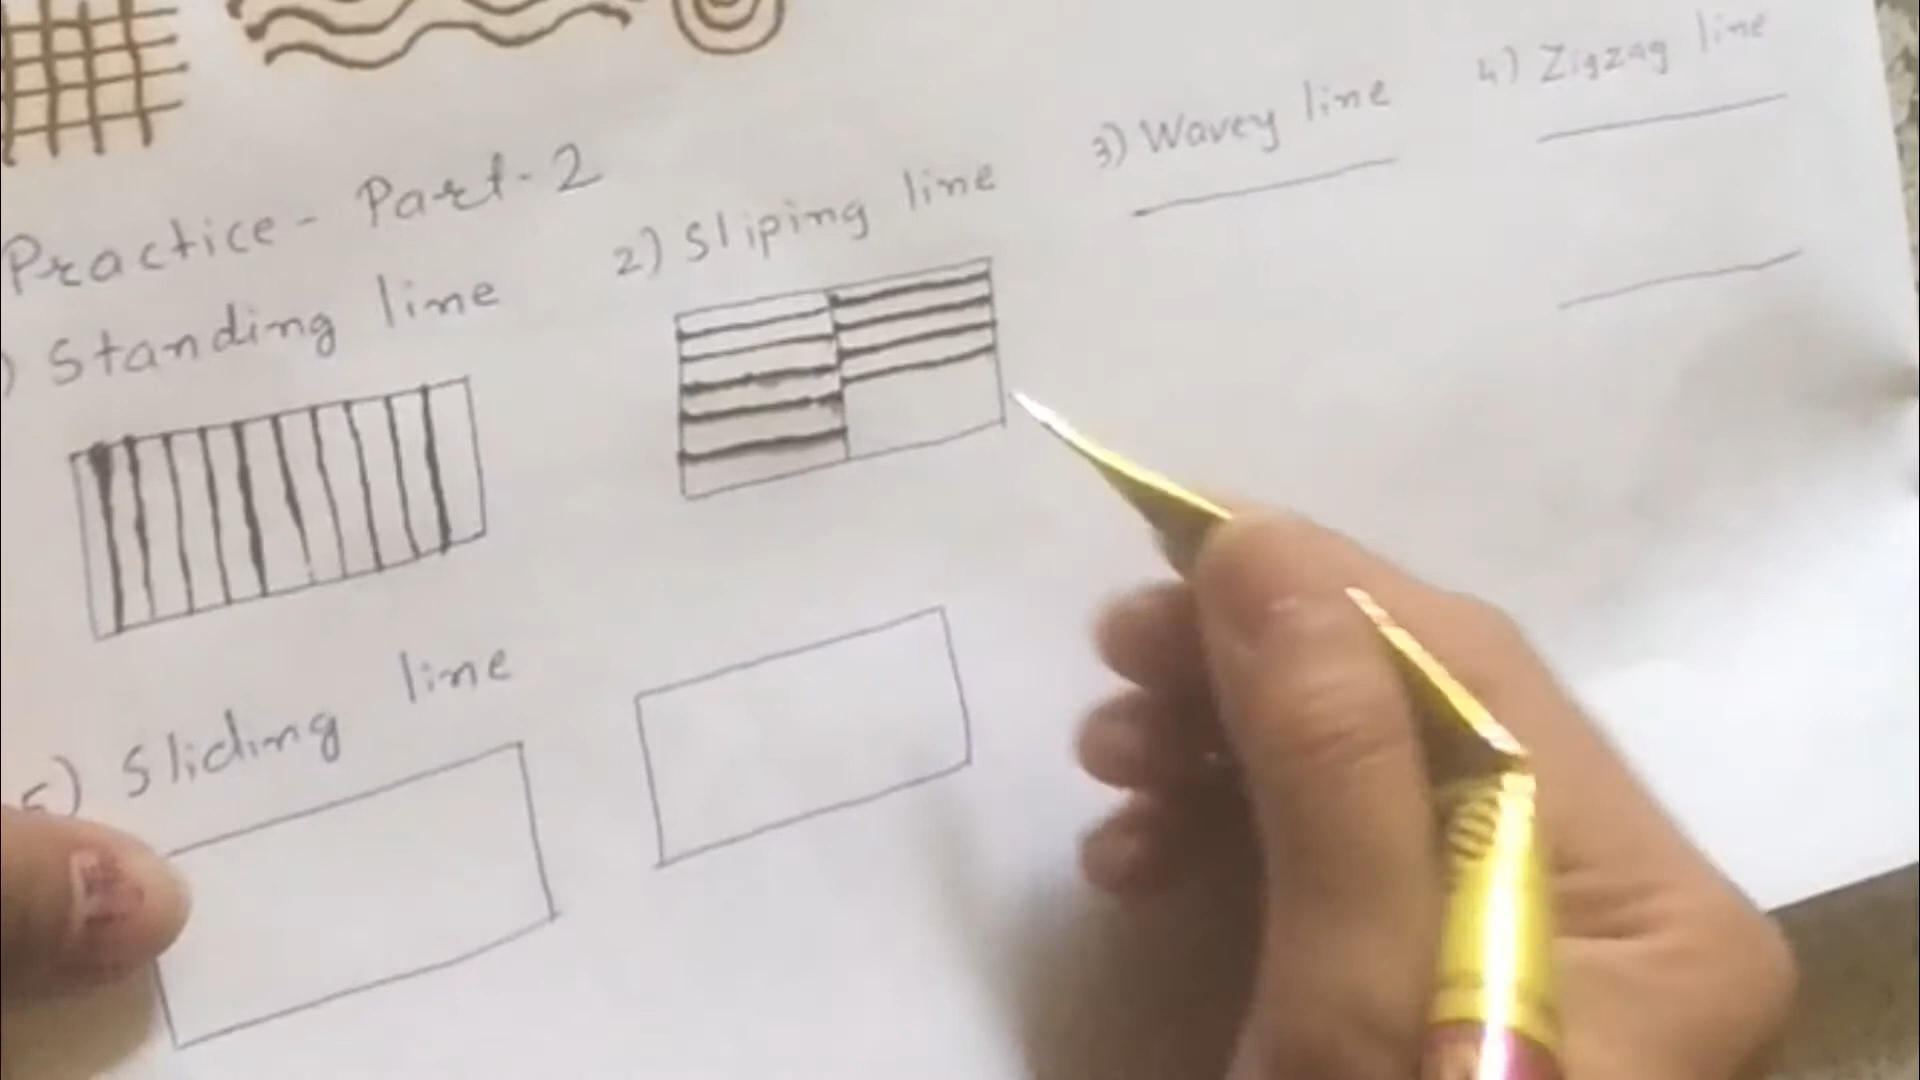 Practice - Part-2
) Standing line
2) Sliping line
3) Wavey line
4) Zigzag line
5) Sliding line